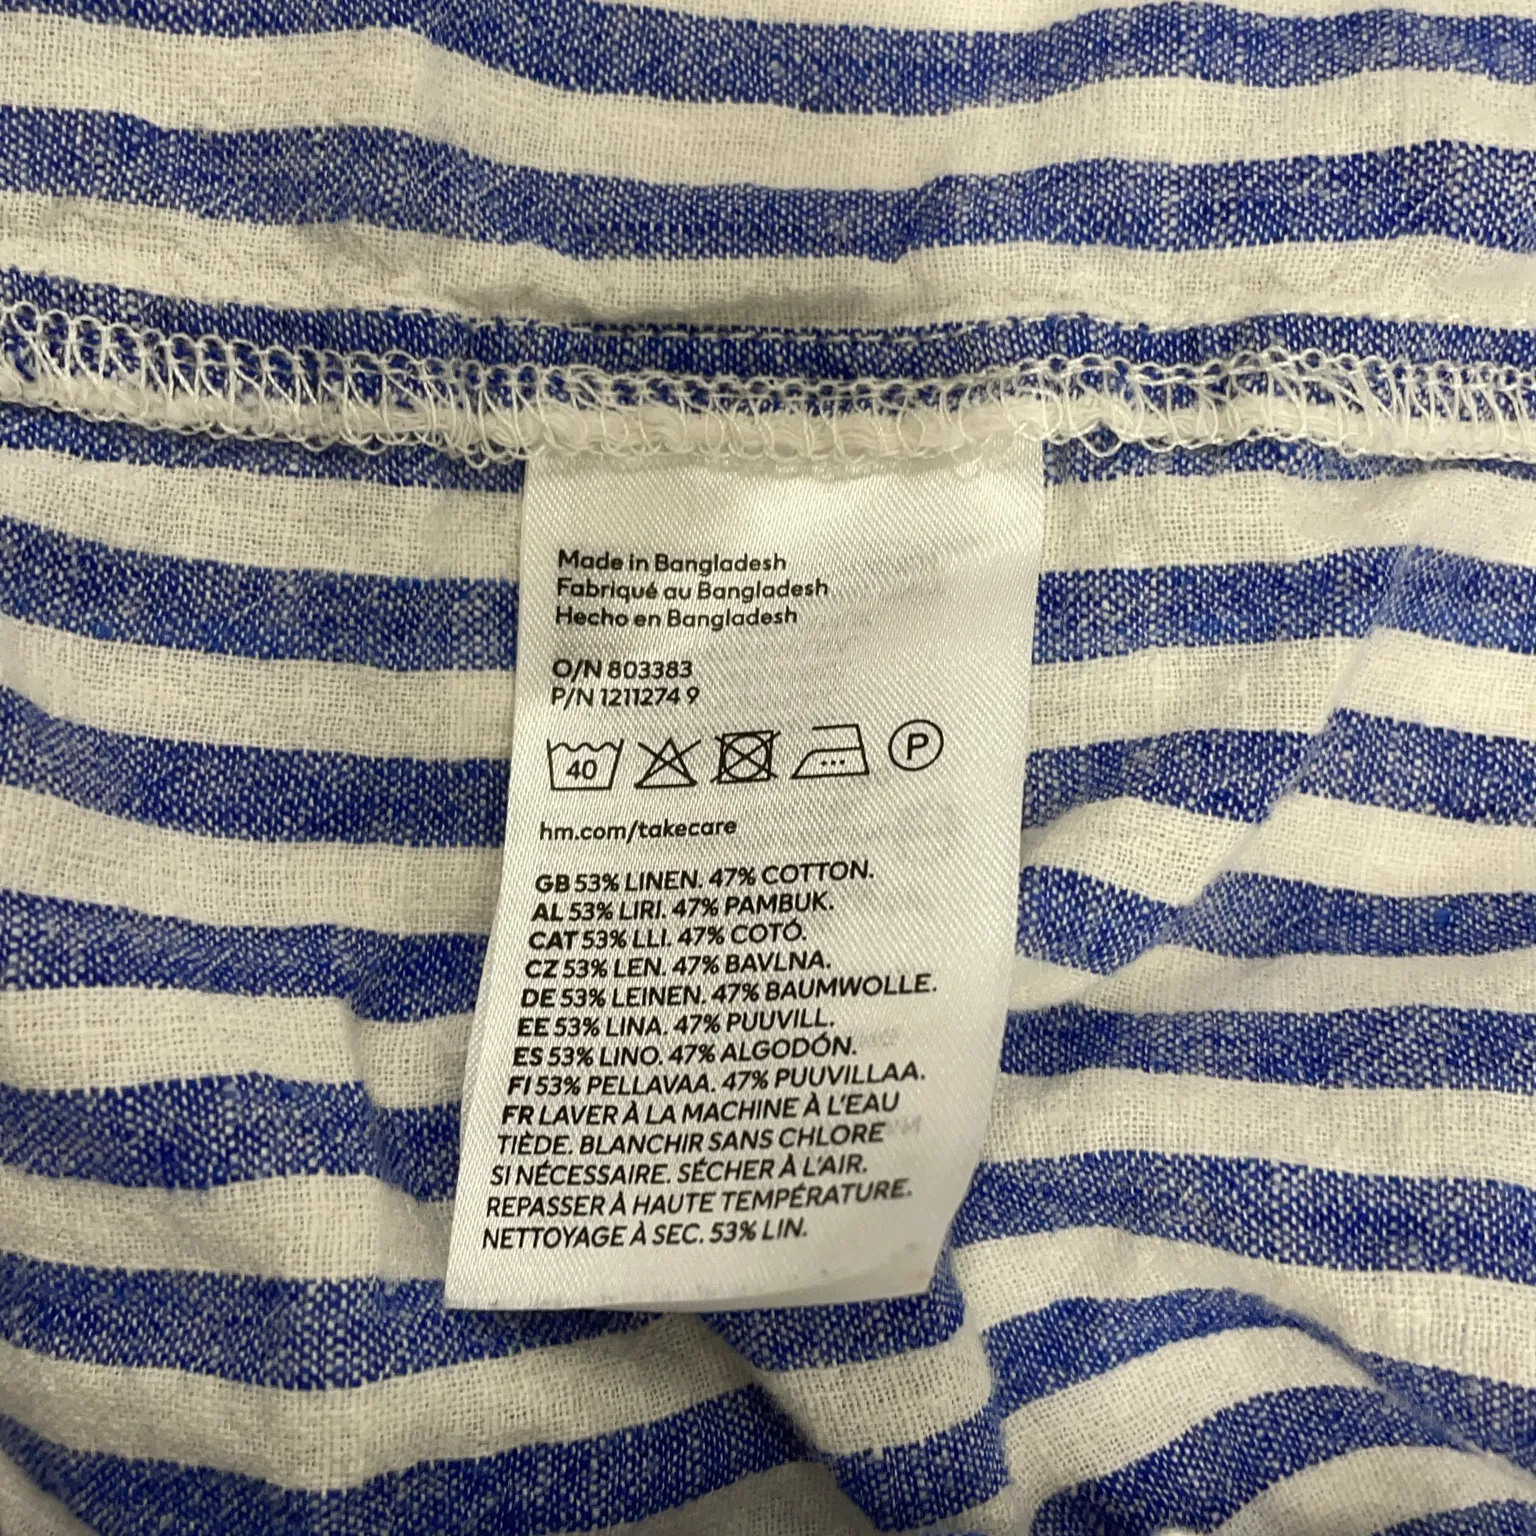 Made in Bangladesh
Fabriqué au Bangladesh
Hecho en Bangladesh
O/N 803383
P/N 1211274 9
40
P
hm.com/takecare
GB 53% LINEN. 47% COTTON.
AL 53% LIRI. 47% PAMBUK.
CAT 53% LLI. 47% COTÓ.
CZ 53% LEN. 47% BAVLNA.
DE 53% LEINEN. 47% BAUMWOLLE.
EE 53% LINA. 47% PUUVILL.
ES 53% LINO. 47% ALGODÓN.
FI 53% PELLAVAA. 47% PUUVILLAA.
FR LAVER À LA MACHINE À L'EAU
TIÈDE. BLANCHIR SANS CHLORE
SI NÉCESSAIRE. SÉCHER À L'AIR.
REPASSER À HAUTE TEMPÉRATURE.
NETTOYAGE À SEC. 53% LIN.